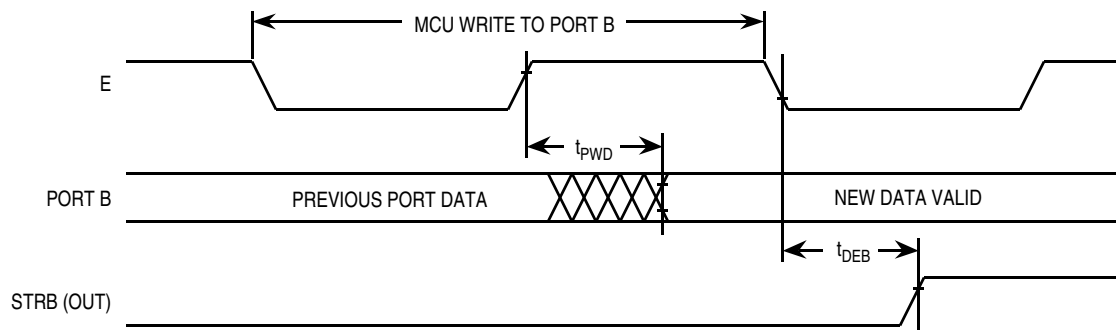 MCU WRITE TO PORT B
E
tPWD
PORT B
PREVIOUS PORT DATA
NEW DATA VALID
tDEB
STRB (OUT)